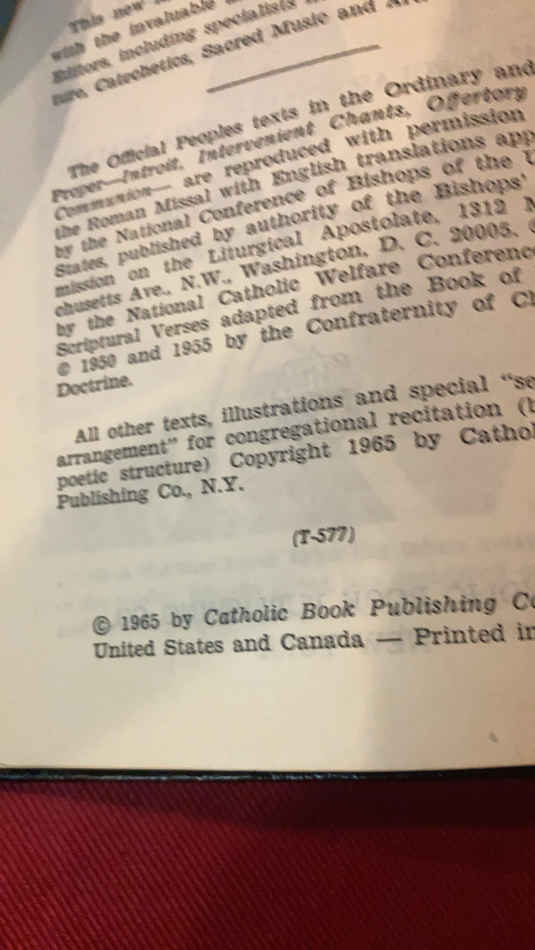 This new
with the invaluable
Editors, including specialists
ture, Catechetics, Sacred Music and
The Official Peoples texts in the Ordinary and
Proper—Introit, Intervenient Chants, Offertory
Communion— are reproduced with permission
the Roman Missal with English translations app
by the National Conference of Bishops of the U
States, published by authority of the Bishops'
mission on the Liturgical Apostolate, 1312 M
chusetts Ave., N.W., Washington, D. C. 20005.
by the National Catholic Welfare Conference
Scriptural Verses adapted from the Book of
© 1950 and 1955 by the Confraternity of Ch
Doctrine.
All other texts, illustrations and special "se
arrangement" for congregational recitation (b
poetic structure) Copyright 1965 by Cathol
Publishing Co., N.Y.
(T-577)
© 1965 by Catholic Book Publishing Co
United States and Canada — Printed in